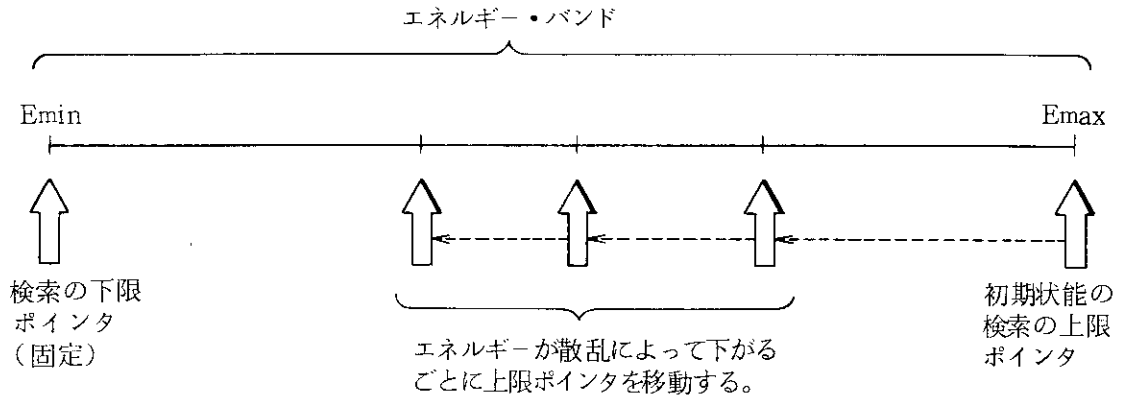 エネルギー・バンド
Emin
Emax
検索の下限
ポインタ
(固定)
エネルギーが散乱によって下がる
ごとに上限ポインタを移動する。
初期状能の
検索の上限
ポインタ